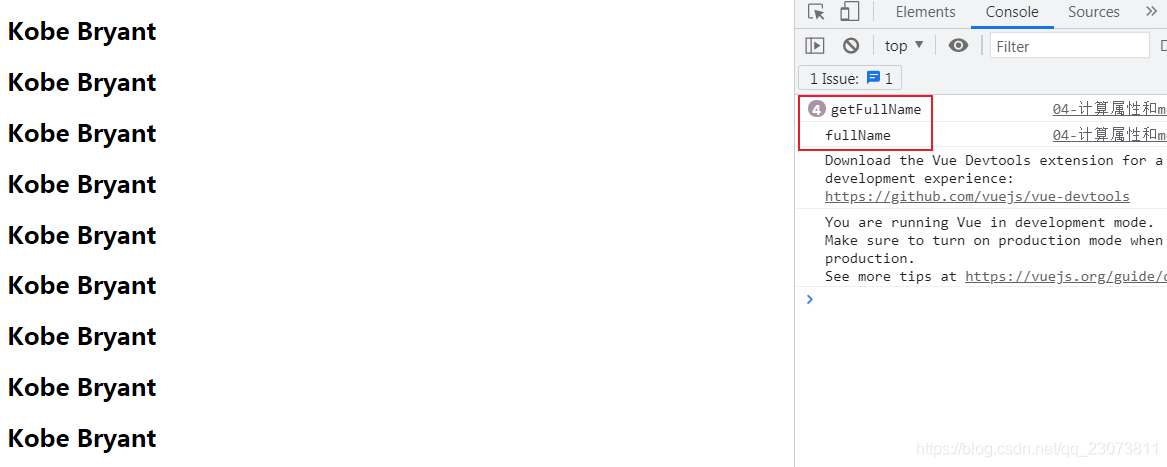 Kobe Bryant
Kobe Bryant
Kobe Bryant
Kobe Bryant
Kobe Bryant
Kobe Bryant
Kobe Bryant
Kobe Bryant
Kobe Bryant
Elements Console Sources
top Filter
1 Issue: 1
4 getFullName 04-计算属性和m
fullName 04-计算属性和m
Download the Vue Devtools extension for a
development experience:
https://github.com/vuejs/vue-devtools
You are running Vue in development mode.
Make sure to turn on production mode when
production.
See more tips at https://vuejs.org/guide/
https://blog.csdn.net/qq_23073811